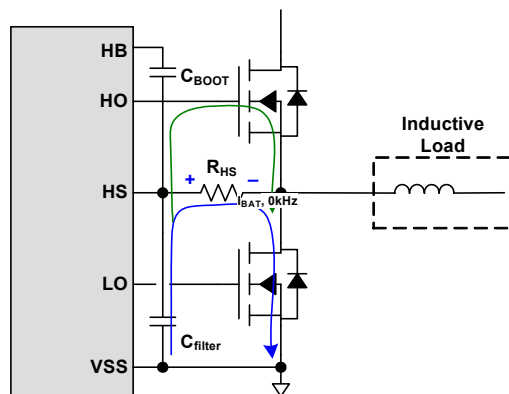 HB
C_BOOT
HO
Inductive
Load
R_HS
HS
+
–
I_BAT, 0kHz
LO
C_filter
VSS